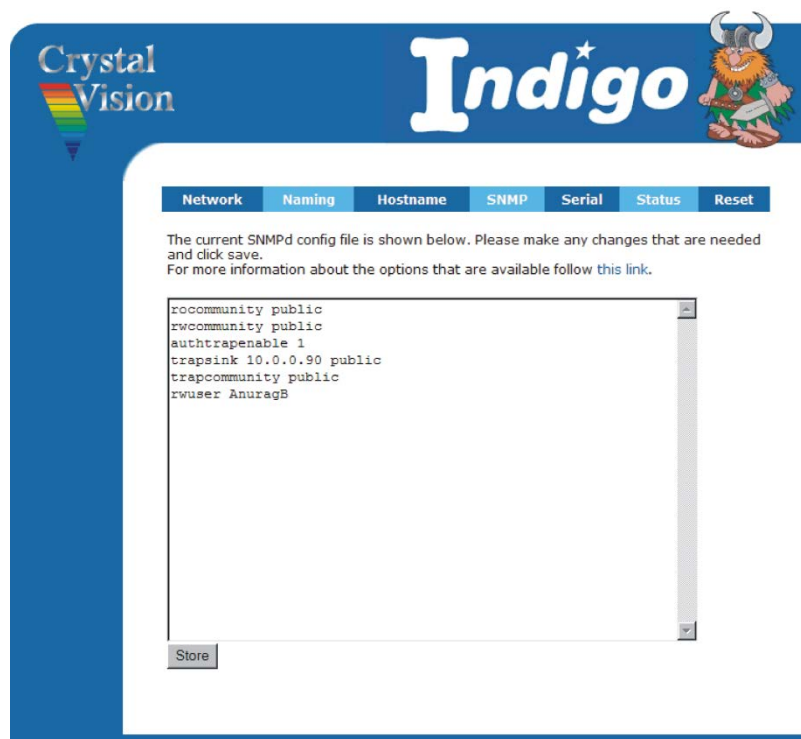 Crystal
Vision
Indigo
Network Naming Hostname SNMP Serial Status Reset
The current SNMPd config file is shown below. Please make any changes that are needed
and click save.
For more information about the options that are available follow this link.
rocommunity public
rwcommunity public
authtrapenable 1
trapsink 10.0.0.90 public
trapcommunity public
rwuser AnuragB
Store